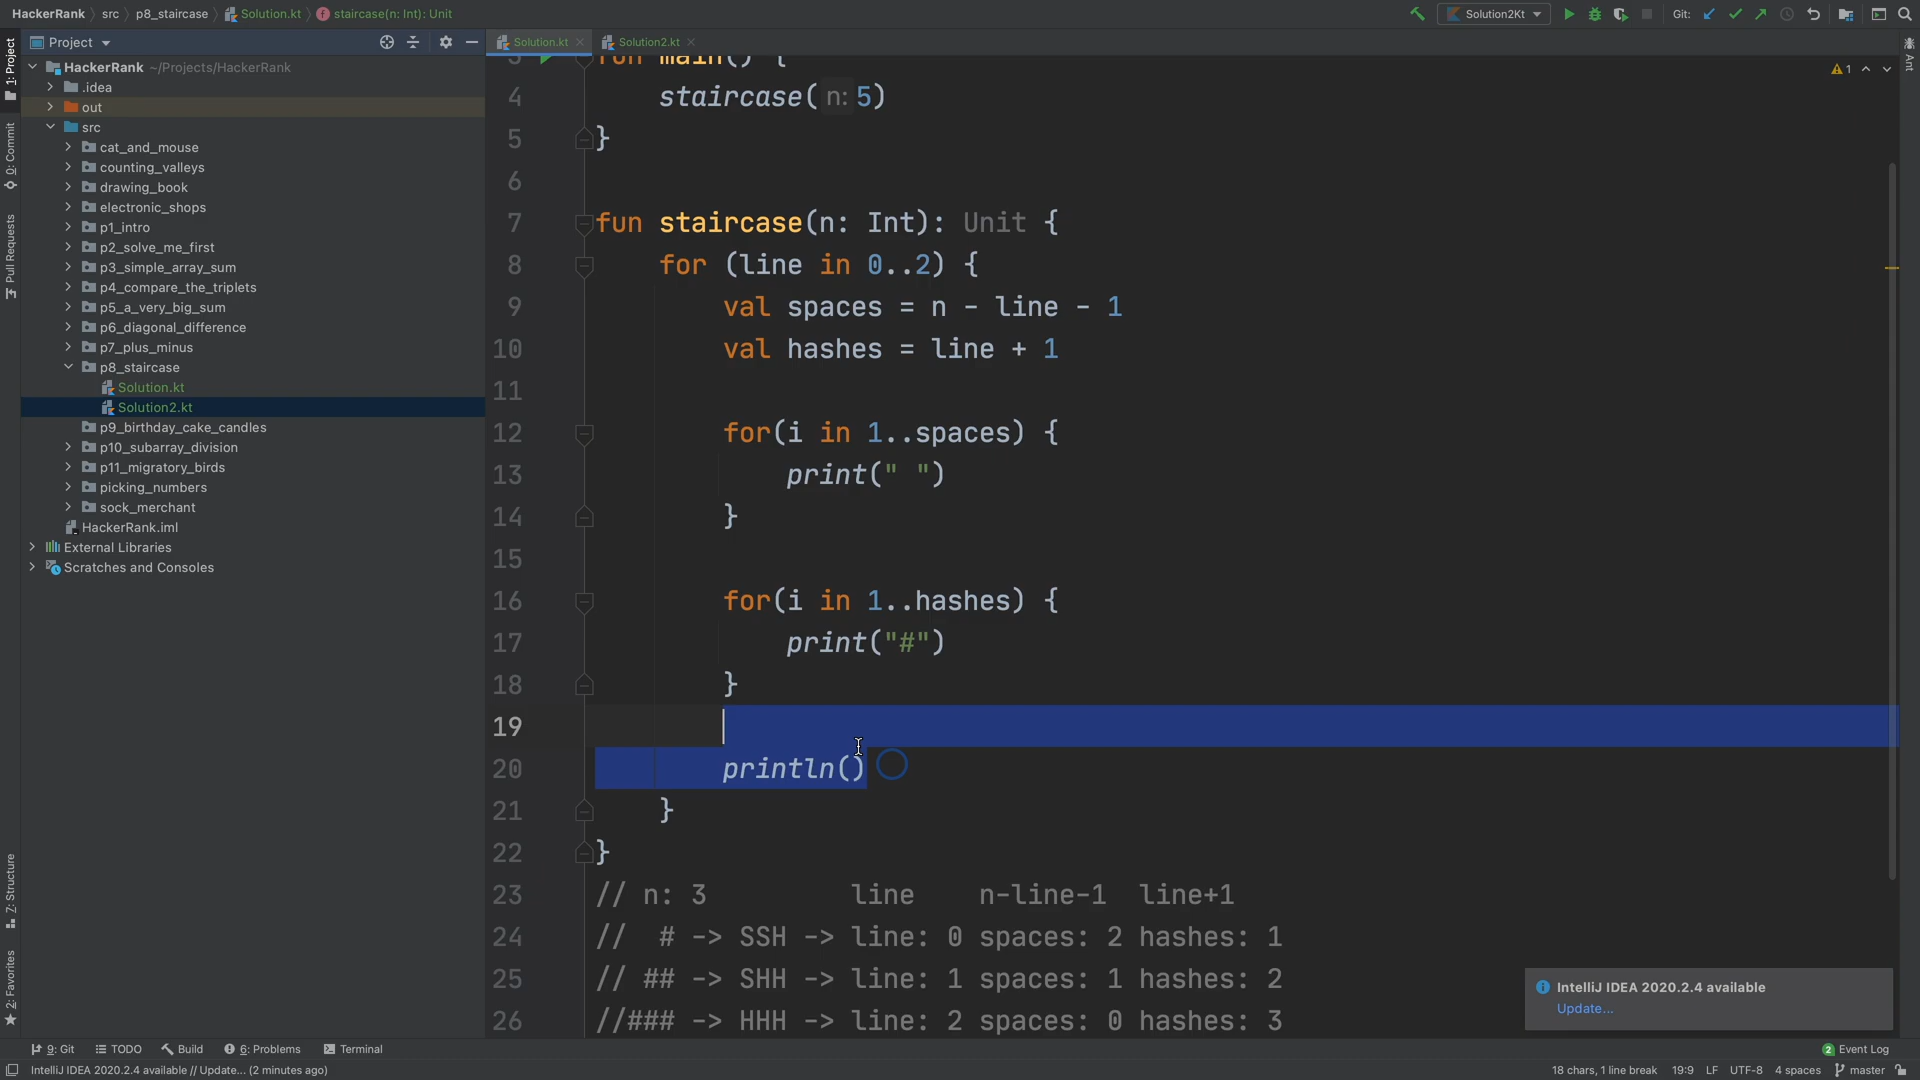 HackerRank src p8_staircase Solution.kt staircase(n: Int): Unit Solution2Kt Git:
Project Solution.kt Solution2.kt
1: Project
0: Commit
Pull Requests
Z: Structure
2: Favorites
Ant
HackerRank ~/Projects/HackerRank
.idea
out
src
cat_and_mouse
counting_valleys
drawing_book
electronic_shops
p1_intro
p2_solve_me_first
p3_simple_array_sum
p4_compare_the_triplets
p5_a_very_big_sum
p6_diagonal_difference
p7_plus_minus
p8_staircase
Solution.kt
Solution2.kt
p9_birthday_cake_candles
p10_subarray_division
p11_migratory_birds
picking_numbers
sock_merchant
HackerRank.iml
External Libraries
Scratches and Consoles
1
3 fun main() {
4 staircase( n: 5)
5 }
6
7 fun staircase(n: Int): Unit {
8 for (line in 0..2) {
9 val spaces = n - line - 1
10 val hashes = line + 1
11
12 for(i in 1..spaces) {
13 print(" ")
14 }
15
16 for(i in 1..hashes) {
17 print("#")
18 }
19
20 println()
21 }
22 }
23 // n: 3 line n-line-1 line+1
24 // # -> SSH -> line: 0 spaces: 2 hashes: 1
25 // ## -> SHH -> line: 1 spaces: 1 hashes: 2
26 //### -> HHH -> line: 2 spaces: 0 hashes: 3
IntelliJ IDEA 2020.2.4 available
Update...
9: Git TODO Build 6: Problems Terminal 2 Event Log
IntelliJ IDEA 2020.2.4 available // Update... (2 minutes ago) 18 chars, 1 line break 19:9 LF UTF-8 4 spaces master